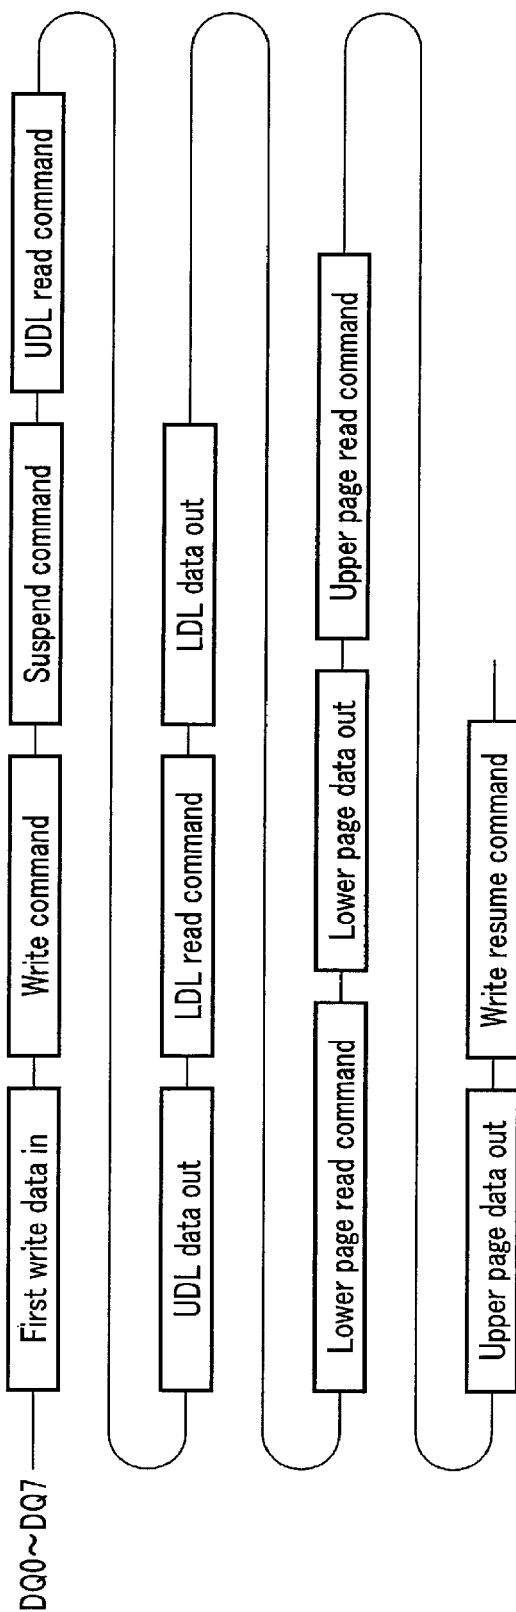 DQ0~DQ7
First write data in
Write command
Suspend command
UDL read command
UDL data out
LDL read command
LDL data out
Lower page read command
Lower page data out
Upper page read command
Upper page data out
Write resume command